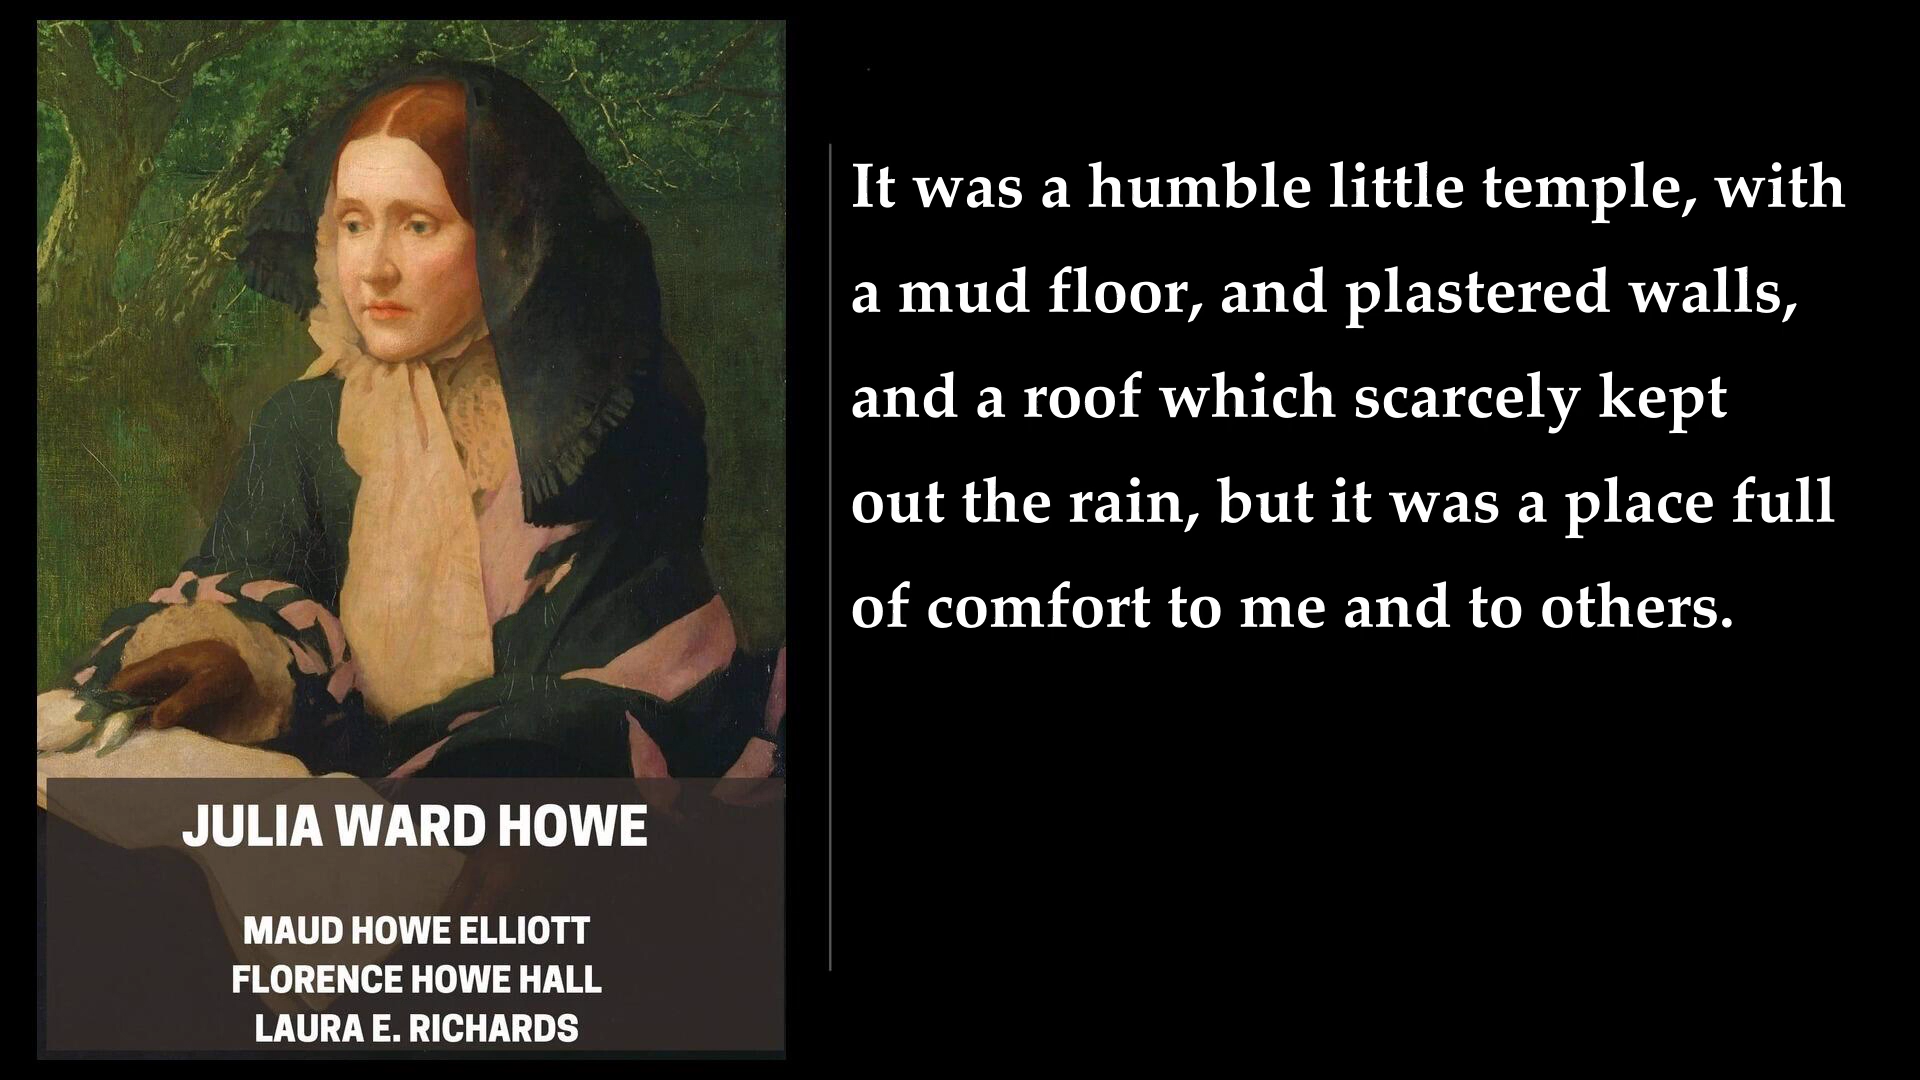 JULIA WARD HOWE
MAUD HOWE ELLIOTT
FLORENCE HOWE HALL
LAURA E. RICHARDS
It was a humble little temple, with
a mud floor, and plastered walls,
and a roof which scarcely kept
out the rain, but it was a place full
of comfort to me and to others.